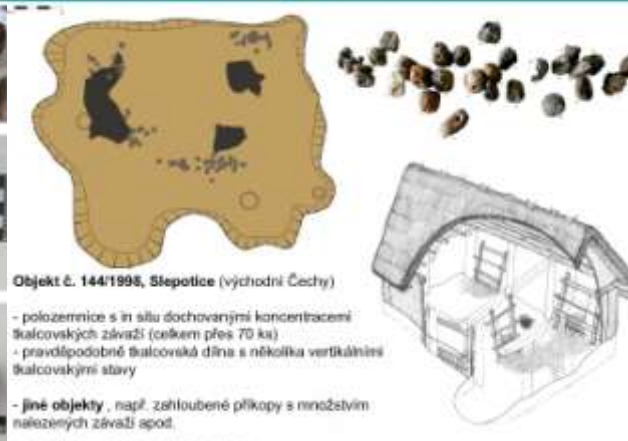 Objekt č. 144/1998, Slepotice (východní Čechy)
- polozemnice s in situ dochovanými koncentracemi
tkalcovských závaží (celkem přes 70 ks)
- pravděpodobně tkalcovská dílna s několika vertikálními
tkalcovskými stavy
- jiné objekty , např. zahloubené příkopy s množstvím
nalezených závaží apod.